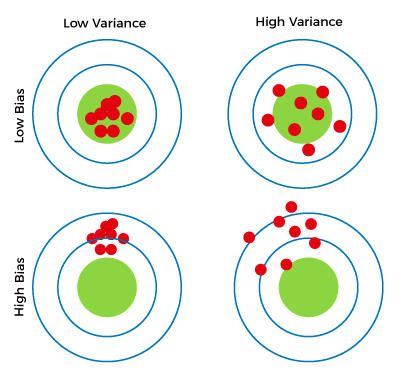 Low Variance
High Variance
Low Bias
High Bias